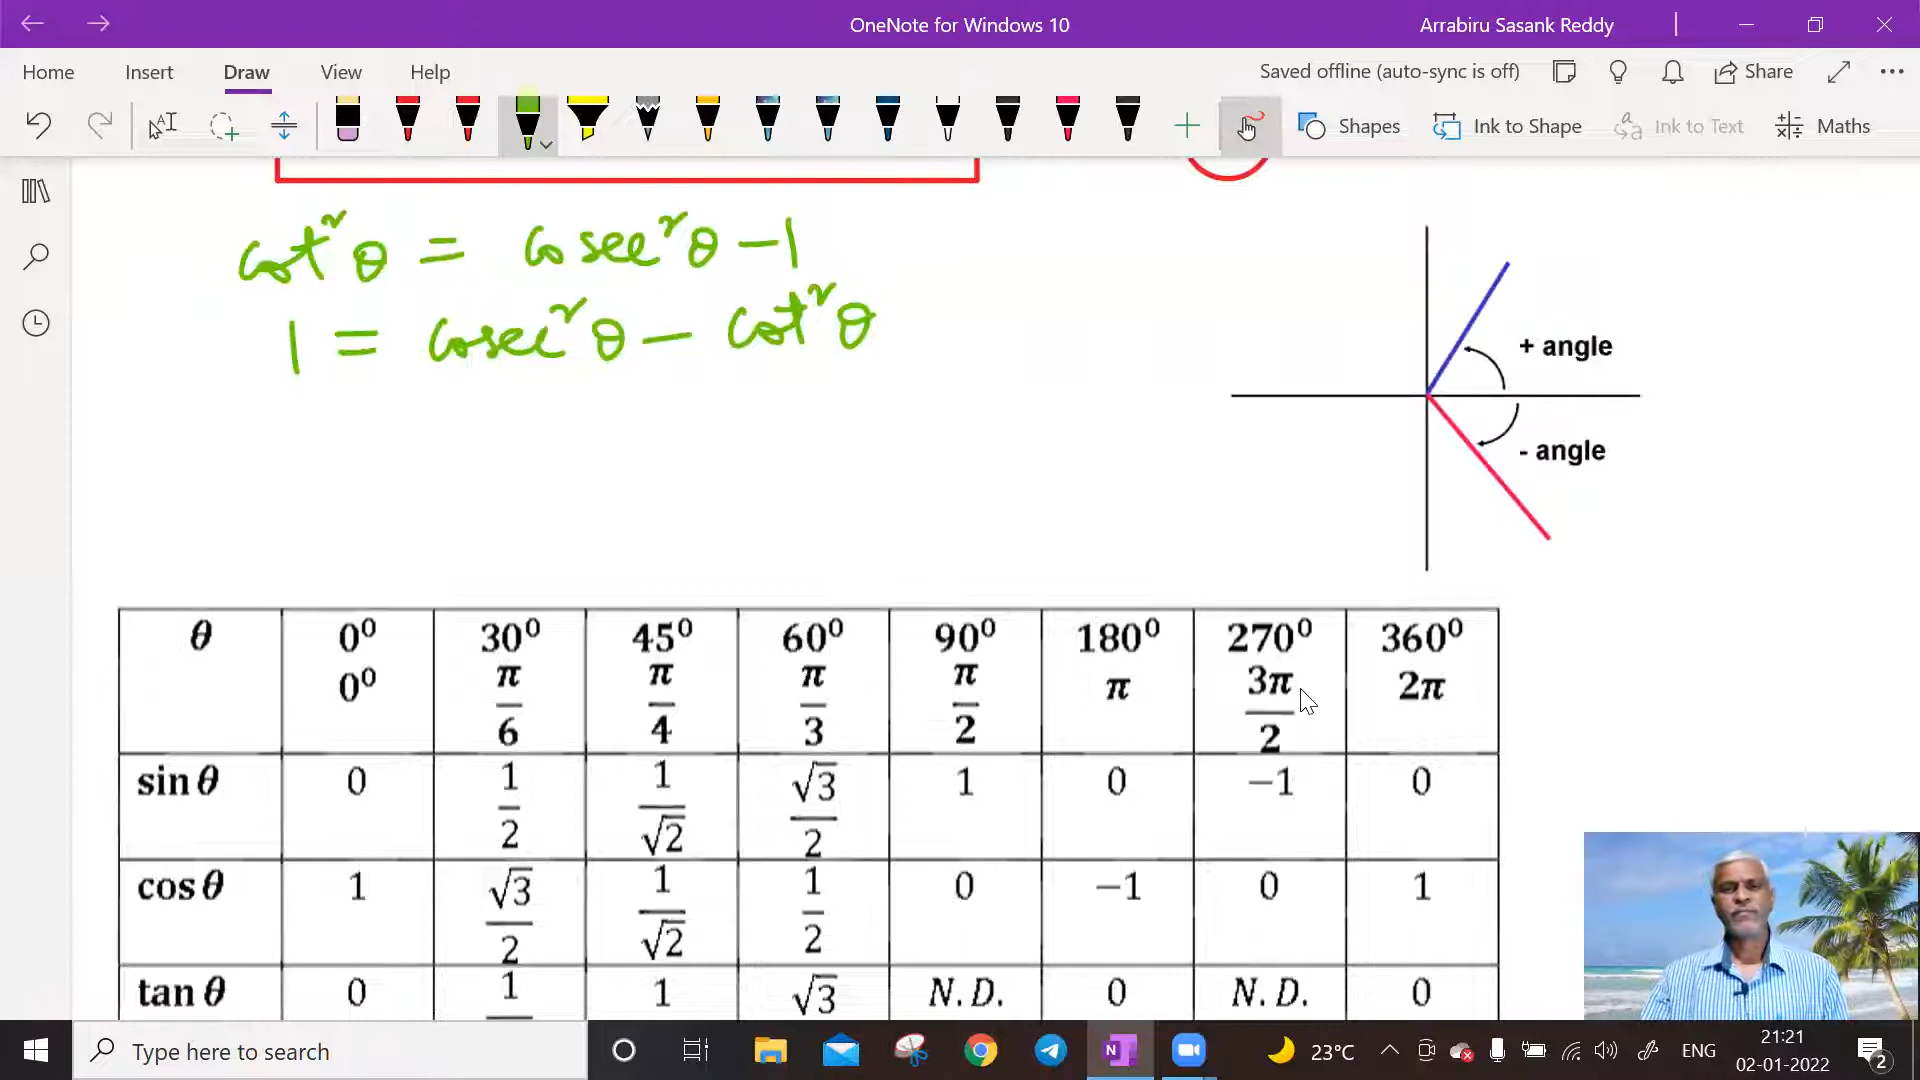 OneNote for Windows 10
Arrabiru Sasank Reddy
Home Insert Draw View Help
Saved offline (auto-sync is off) Share
Shapes Ink to Shape Ink to Text Maths
cot²θ = cosec²θ - 1
1 = cosec²θ - cot²θ
+ angle
- angle
θ 0⁰ 30⁰ 45⁰ 60⁰ 90⁰ 180⁰ 270⁰ 360⁰
0⁰ π/6 π/4 π/3 π/2 π 3π/2 2π
sin θ 0 1/2 1/√2 √3/2 1 0 −1 0
cos θ 1 √3/2 1/√2 1/2 0 −1 0 1
tan θ 0 1 1 √3 N.D. 0 N.D. 0
Type here to search
23°C
ENG
21:21
02-01-2022
2